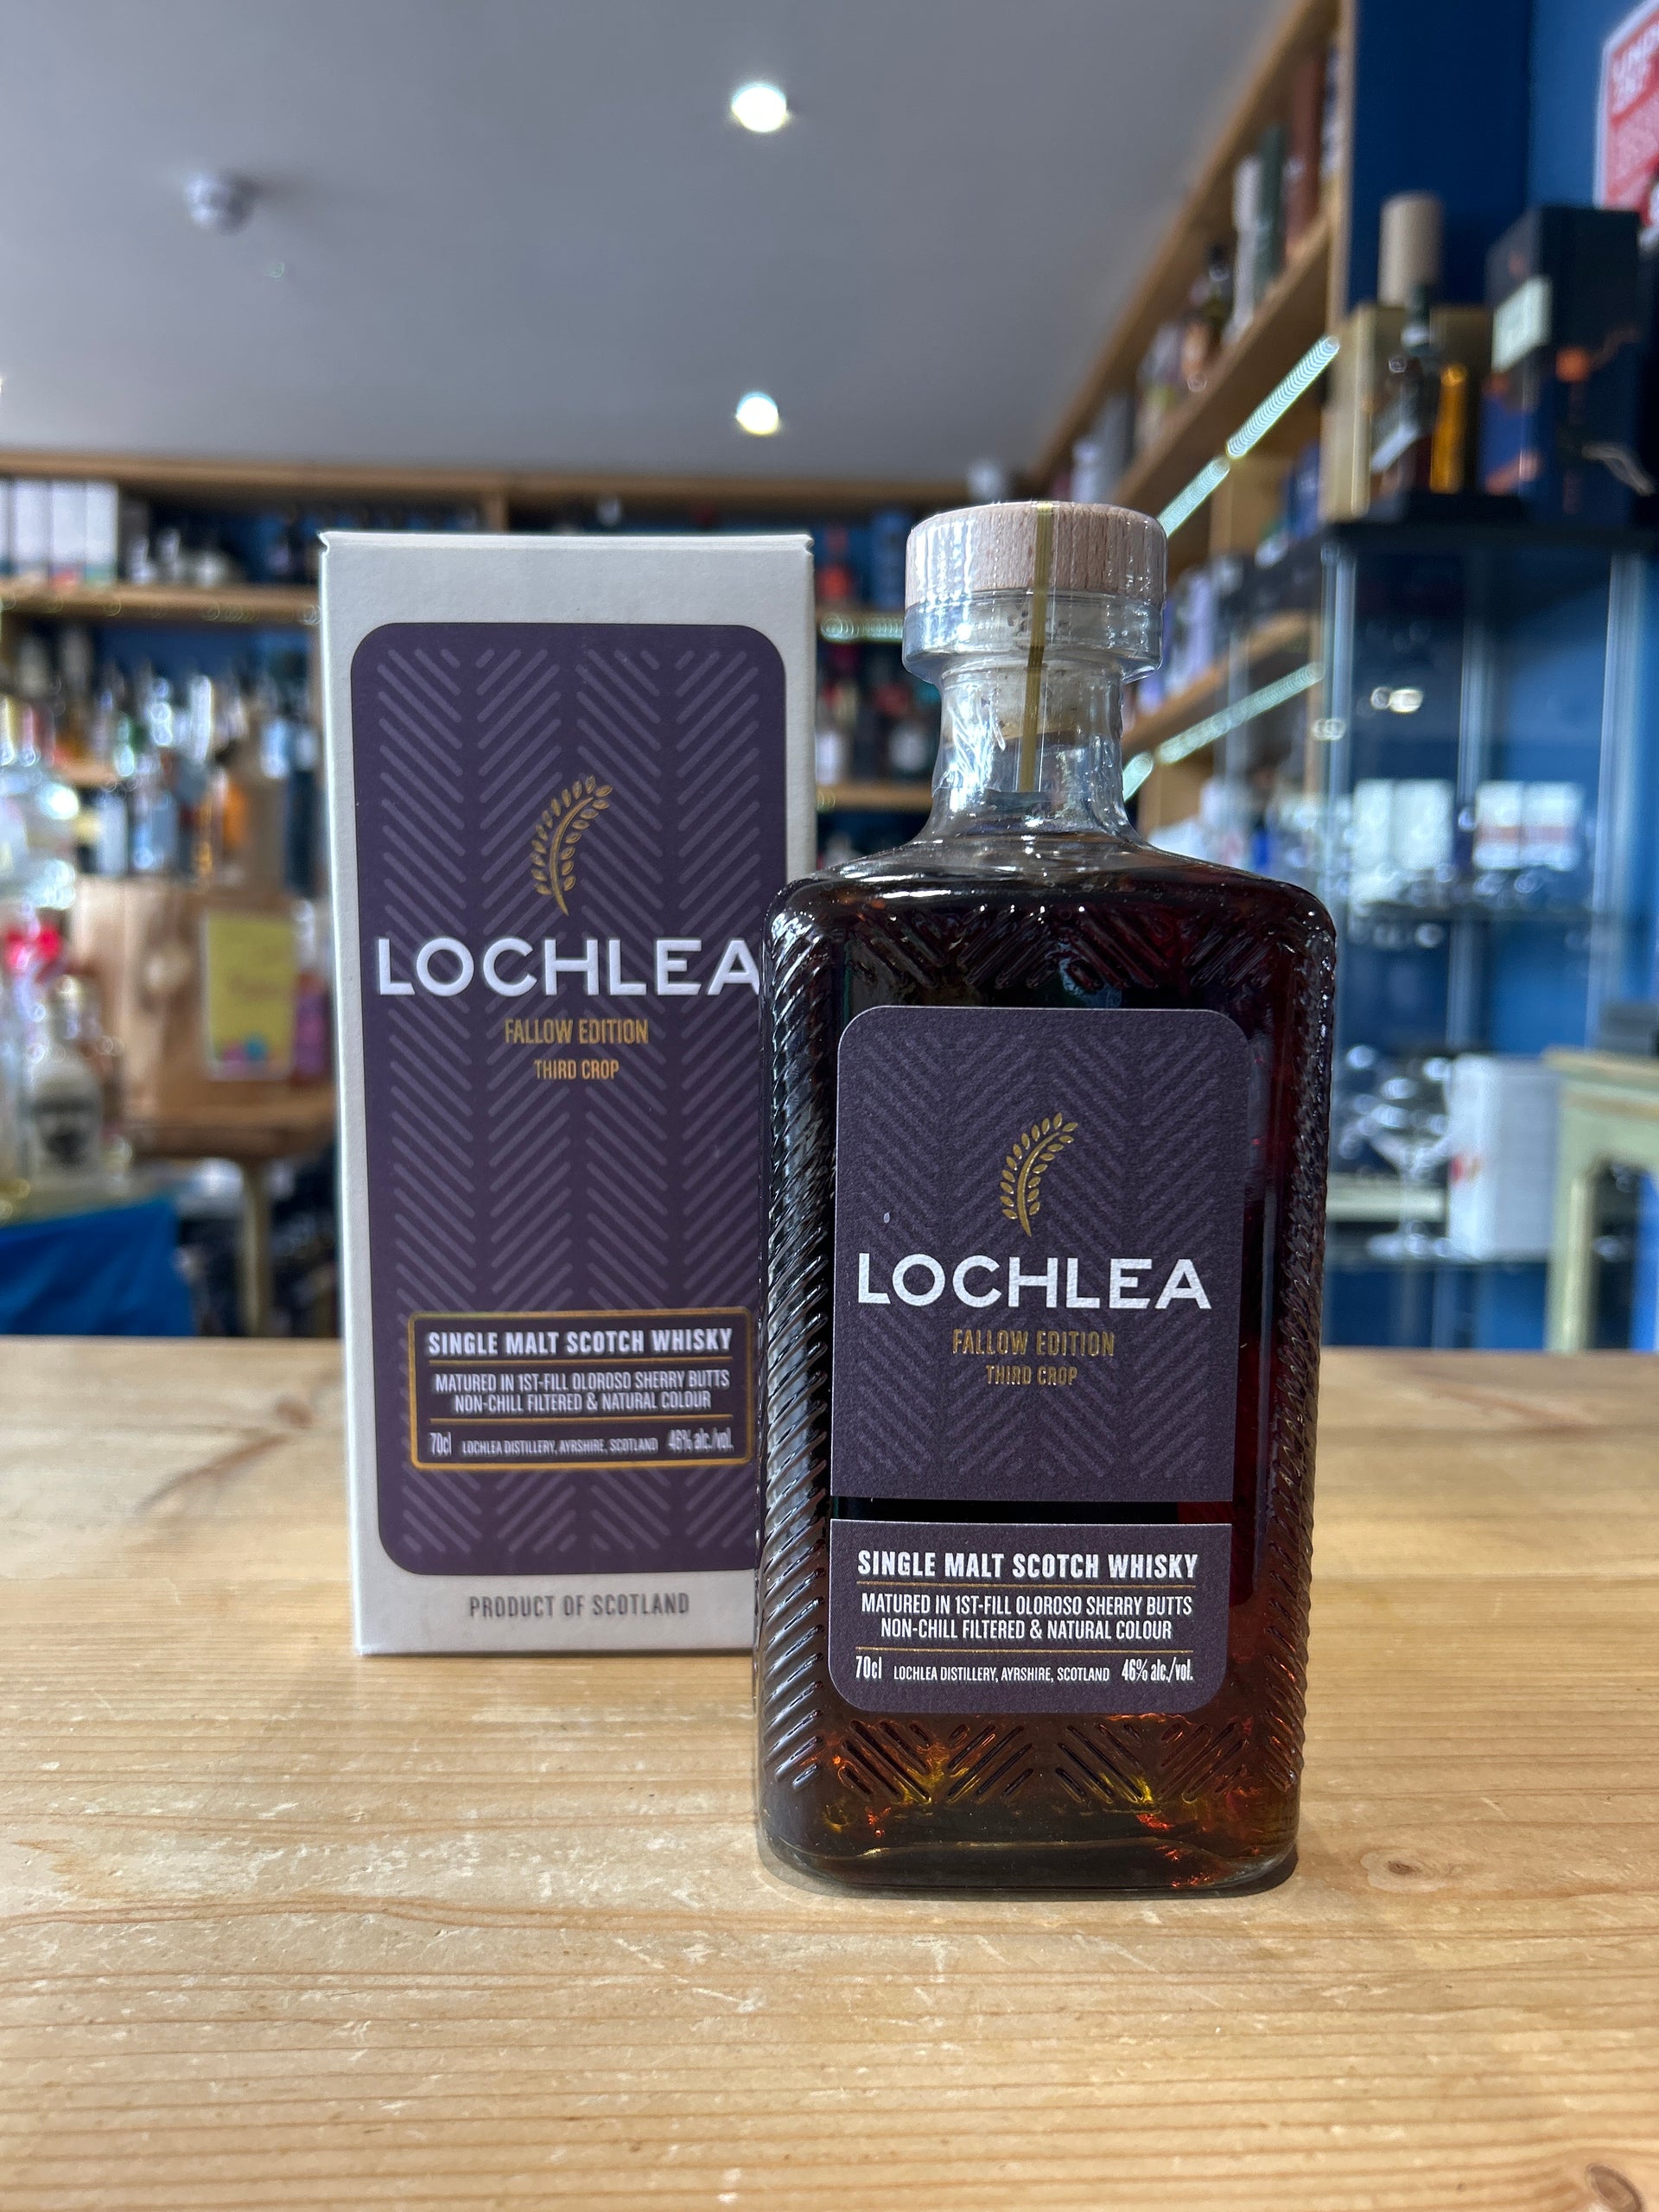 LOCHLEA
FALLOW EDITION
THIRD CROP
SINGLE MALT SCOTCH WHISKY
MATURED IN 1ST-FILL OLOROSO SHERRY BUTTS
NON-CHILL FILTERED & NATURAL COLOUR
70cl LOCHLEA DISTILLERY, AYRSHIRE, SCOTLAND 46% alc./vol.
PRODUCT OF SCOTLAND
LOCHLEA
FALLOW EDITION
THIRD CROP
SINGLE MALT SCOTCH WHISKY
MATURED IN 1ST-FILL OLOROSO SHERRY BUTTS
NON-CHILL FILTERED & NATURAL COLOUR
70cl LOCHLEA DISTILLERY, AYRSHIRE, SCOTLAND 46% alc./vol.